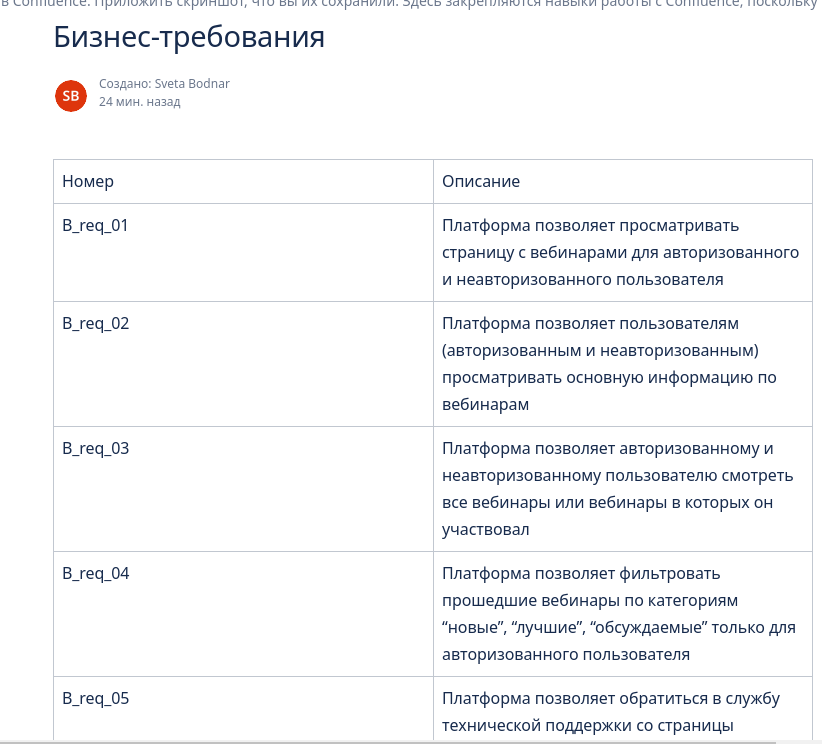 в Confluence. Приложить скриншот, что вы их сохранили. Здесь закрепляются навыки работы с Confluence, поскольку
Бизнес-требования
SB
Создано: Sveta Bodnar
24 мин. назад
Номер
Описание
B_req_01
Платформа позволяет просматривать
страницу с вебинарами для авторизованного
и неавторизованного пользователя
B_req_02
Платформа позволяет пользователям
(авторизованным и неавторизованным)
просматривать основную информацию по
вебинарам
B_req_03
Платформа позволяет авторизованному и
неавторизованному пользователю смотреть
все вебинары или вебинары в которых он
участвовал
B_req_04
Платформа позволяет фильтровать
прошедшие вебинары по категориям
“новые”, “лучшие”, “обсуждаемые” только для
авторизованного пользователя
B_req_05
Платформа позволяет обратиться в службу
технической поддержки со страницы